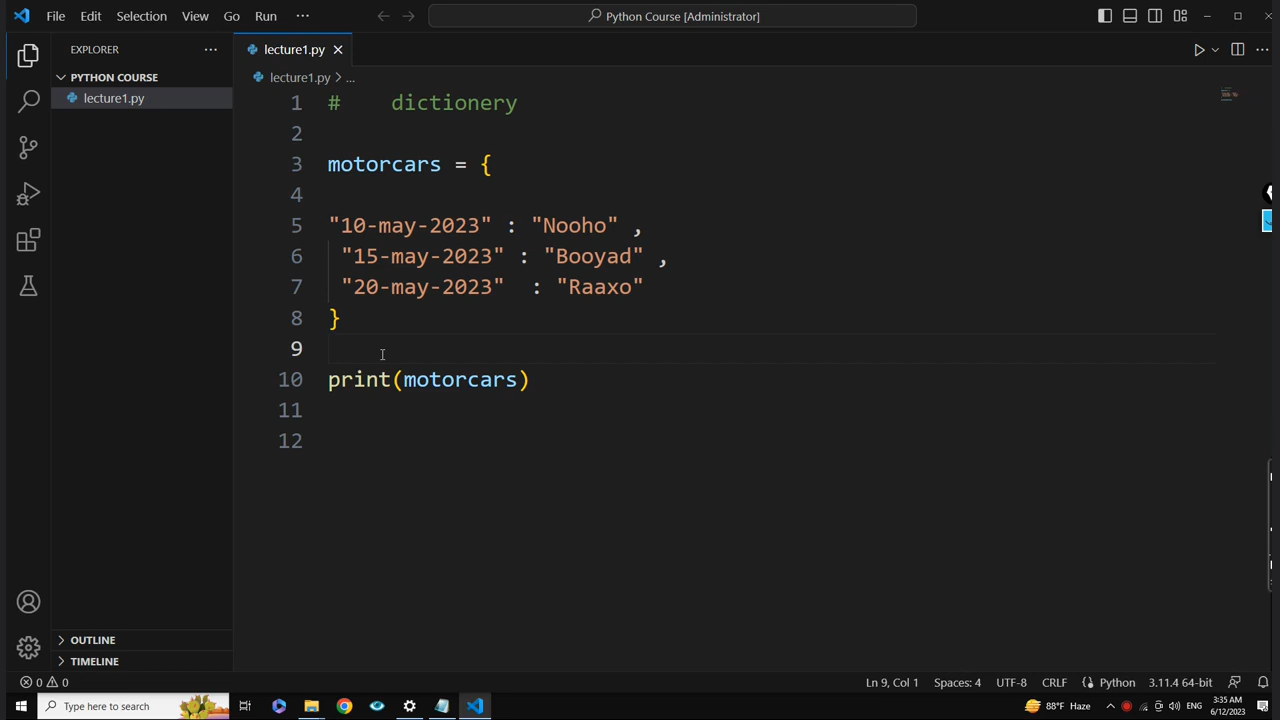 File Edit Selection View Go Run ··· Python Course [Administrator]
EXPLORER ···
PYTHON COURSE
lecture1.py
lecture1.py
lecture1.py > ...
1 # dictionery
2
3 motorcars = {
4
5 "10-may-2023" : "Nooho" ,
6 "15-may-2023" : "Booyad" ,
7 "20-may-2023" : "Raaxo"
8 }
9
10 print(motorcars)
11
12
OUTLINE
TIMELINE
0 0 Ln 9, Col 1 Spaces: 4 UTF-8 CRLF Python 3.11.4 64-bit
Type here to search 88°F Haze ENG 3:35 AM
6/12/2023